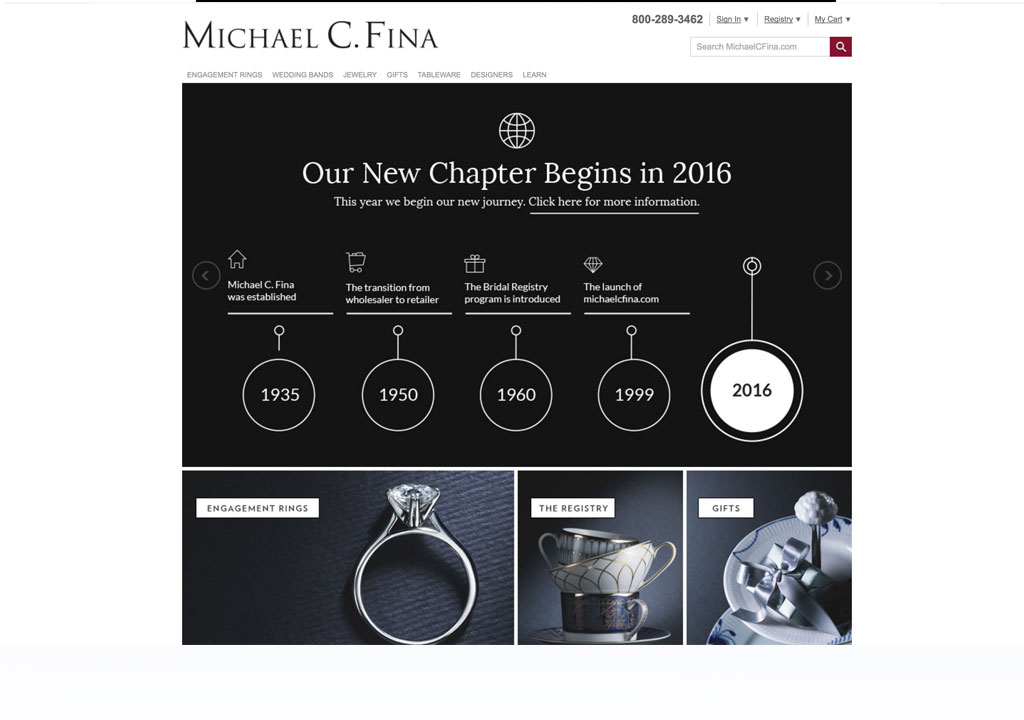 MICHAEL C. FINA
800-289-3462 Sign In ▼ Registry ▼ My Cart ▼
Search MichaelCFina.com
ENGAGEMENT RINGS WEDDING BANDS JEWELRY GIFTS TABLEWARE DESIGNERS LEARN
Our New Chapter Begins in 2016
This year we begin our new journey. Click here for more information.
Michael C. Fina
was established
The transition from
wholesaler to retailer
The Bridal Registry
program is introduced
The launch of
michaelcfina.com
1935
1950
1960
1999
2016
ENGAGEMENT RINGS
THE REGISTRY
GIFTS